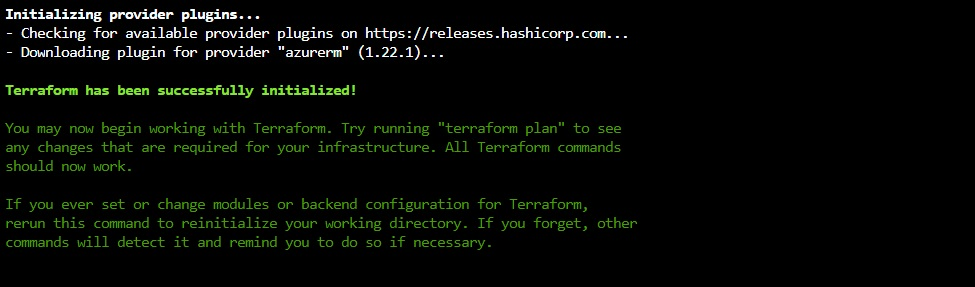 Initializing provider plugins...
- Checking for available provider plugins on https://releases.hashicorp.com...
- Downloading plugin for provider "azurerm" (1.22.1)...
Terraform has been successfully initialized!
You may now begin working with Terraform. Try running "terraform plan" to see
any changes that are required for your infrastructure. All Terraform commands
should now work.
If you ever set or change modules or backend configuration for Terraform,
rerun this command to reinitialize your working directory. If you forget, other
commands will detect it and remind you to do so if necessary.